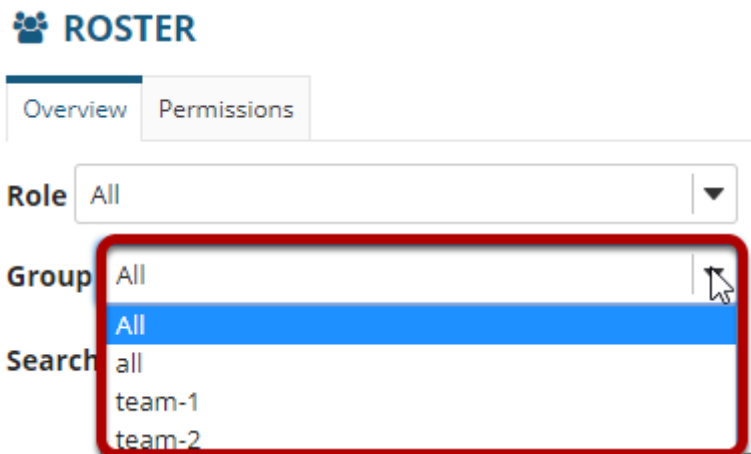 ROSTER
Overview Permissions
Role All
Group All
All
Search all
team-1
team-2